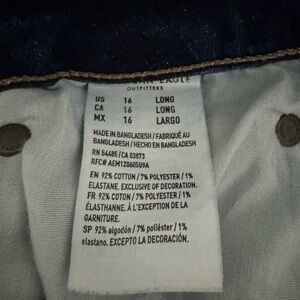 EAGLE
OUTFITTERS
US 16 LONG
CA 16 LONG
MX 16 LARGO
MADE IN BANGLADESH / FABRIQUÉ AU
BANGLADESH / HECHO EN BANGLADESH
RN 54485/CA 03873
RFC# AEM120605U9A
EN 92% COTTON / 7% POLYESTER / 1%
ELASTANE. EXCLUSIVE OF DECORATION.
FR 92% COTON / 7% POLYESTER / 1%
ÉLASTHANNE. À L'EXCEPTION DE LA
GARNITURE.
SP 92% algodón / 7% poliéster / 1%
elastano. EXCEPTO LA DECORACIÓN.